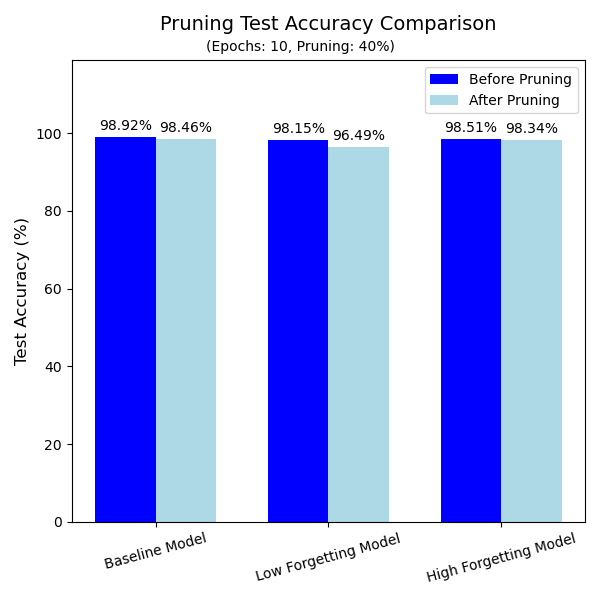 Pruning Test Accuracy Comparison
(Epochs: 10, Pruning: 40%)
Before Pruning
After Pruning
98.92% 98.46% 98.15% 96.49% 98.51% 98.34%
Test Accuracy (%)
100
80
60
40
20
0
Baseline Model
Low Forgetting Model
High Forgetting Model